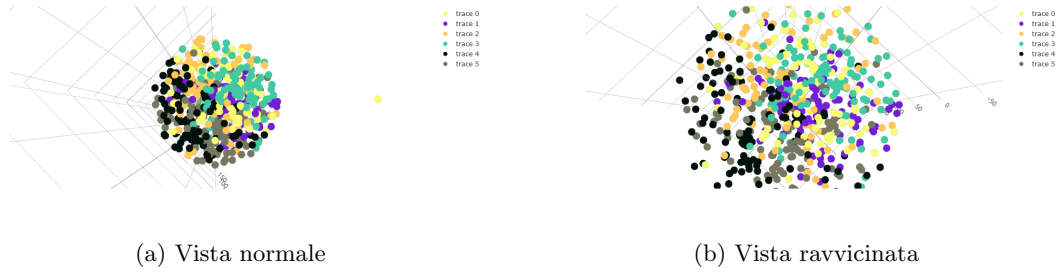 trace 0
trace 1
trace 2
trace 3
trace 4
trace 5
trace 0
trace 1
trace 2
trace 3
trace 4
trace 5
50
0
−50
(a) Vista normale
(b) Vista ravvicinata